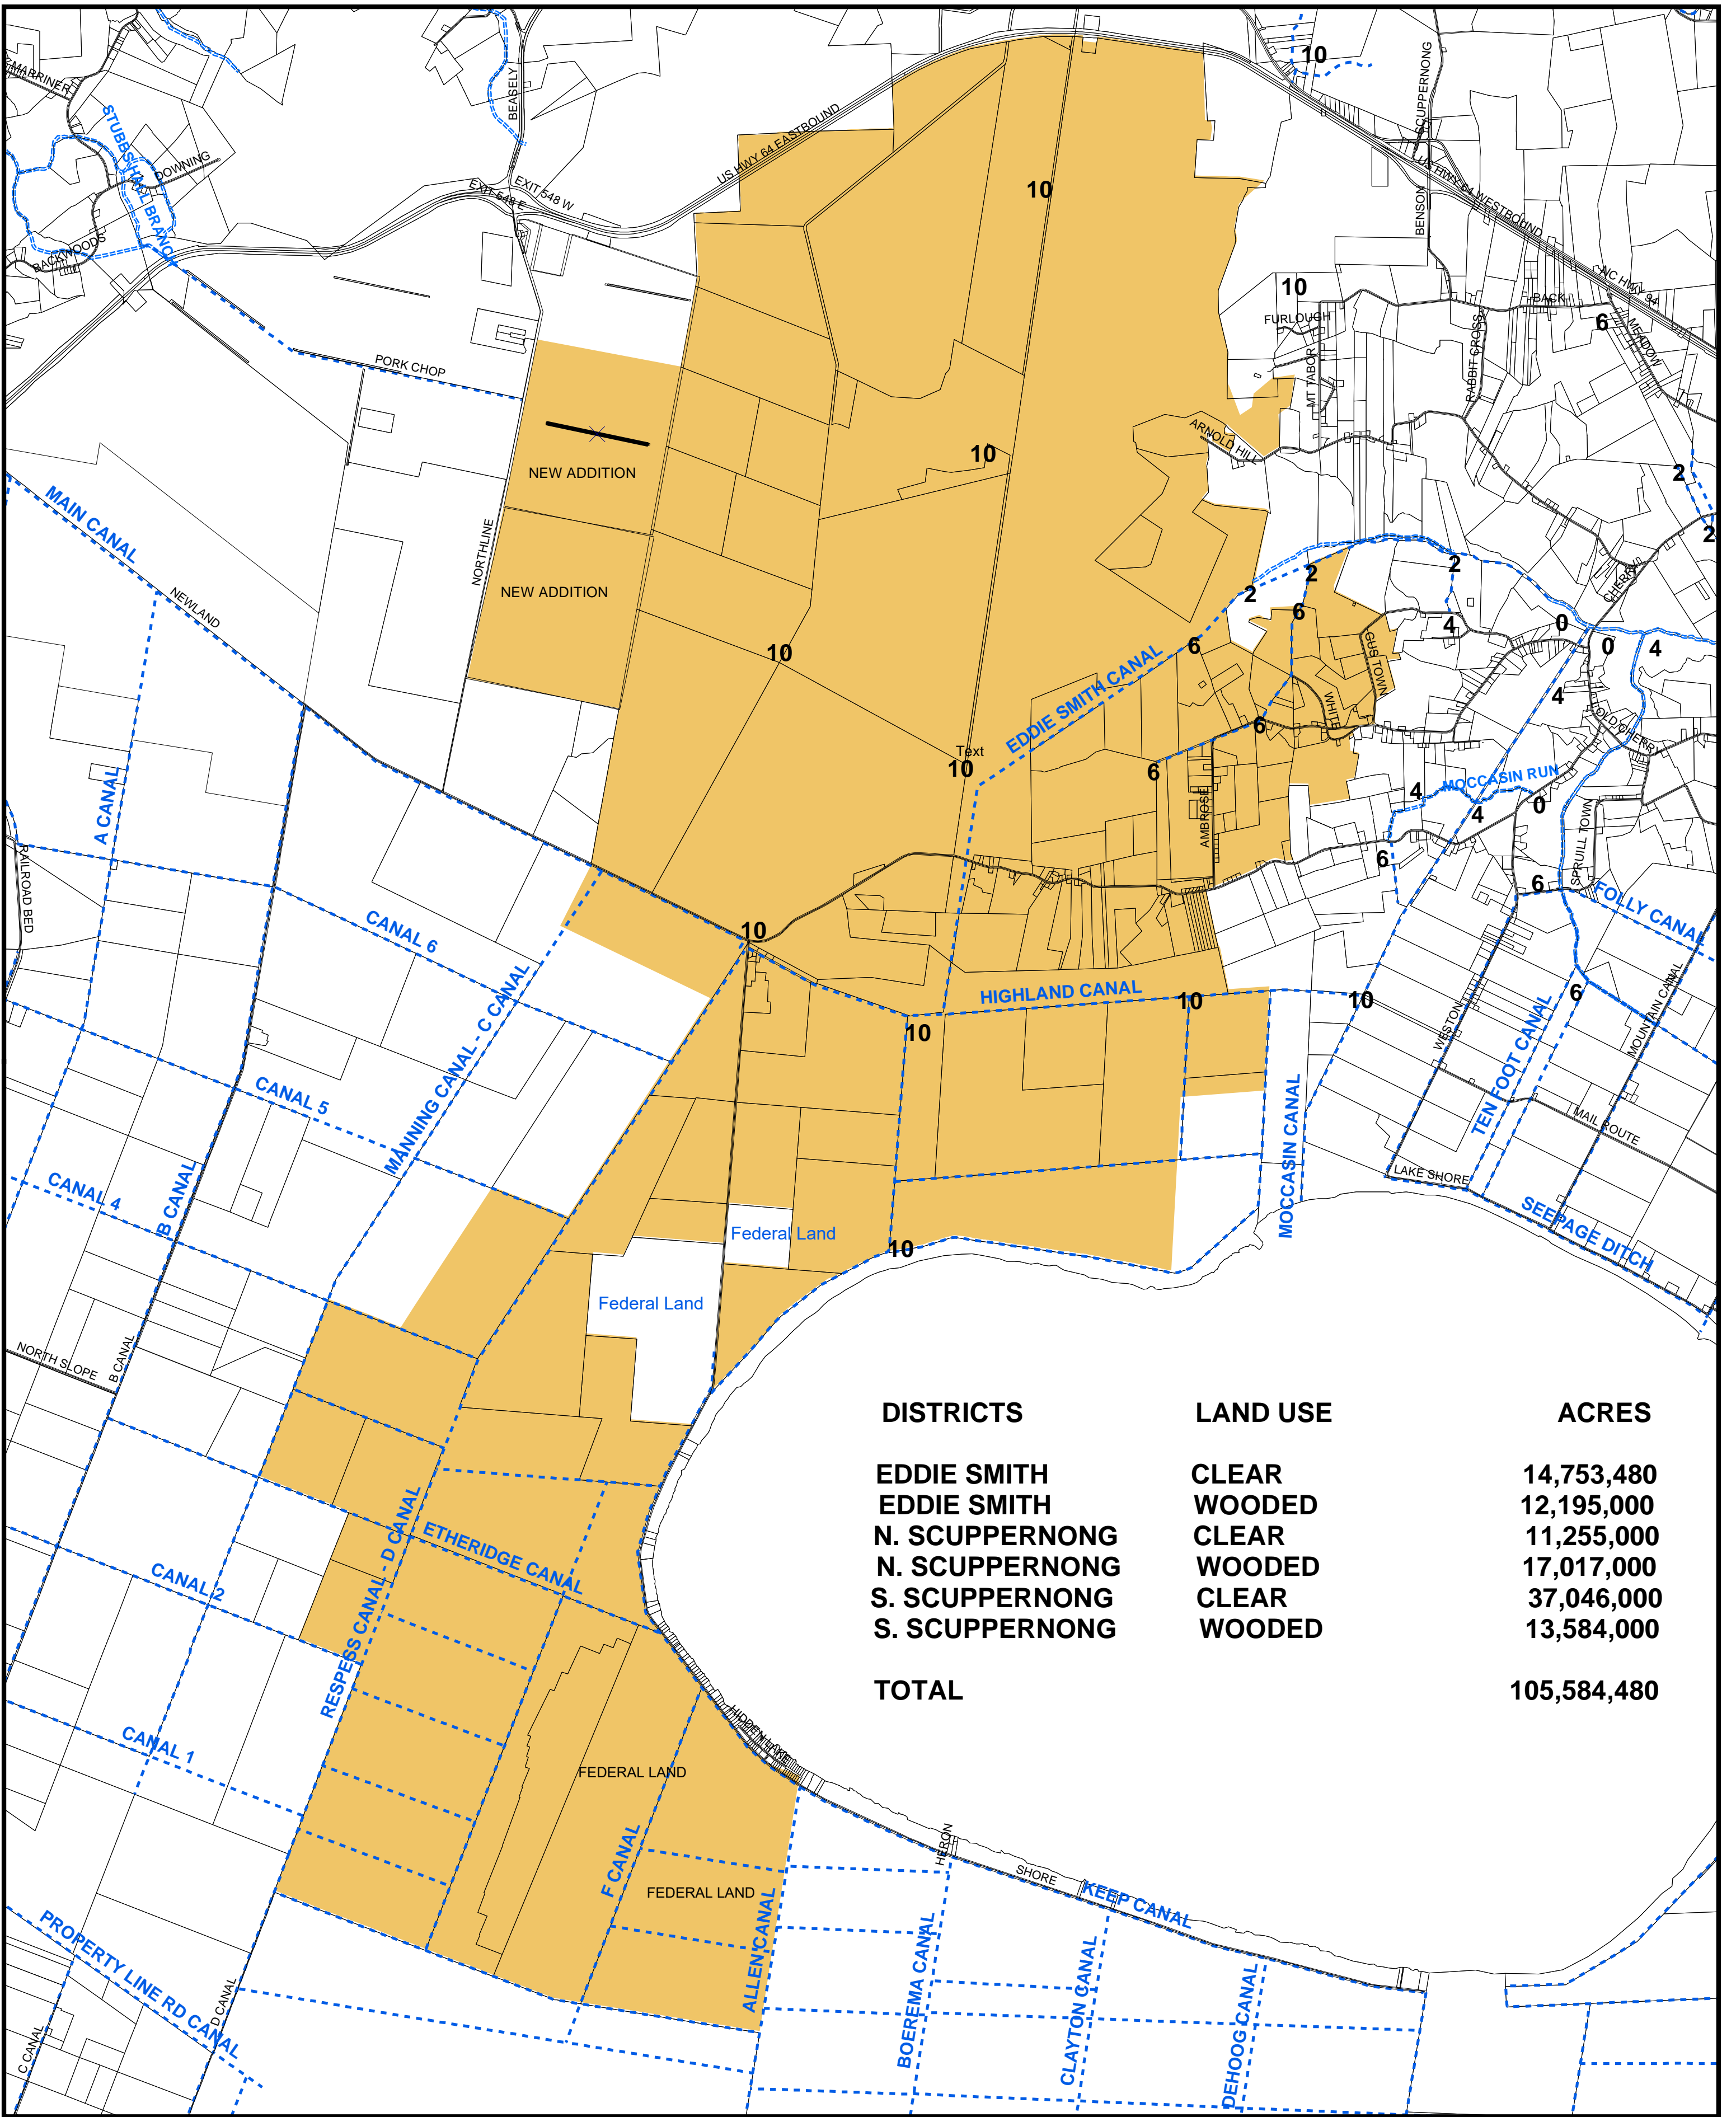 10
MARRINER
BEASELY
SCUPPERNONG
STUBBS HALL BRANCH
DOWNING
US HWY 64 EASTBOUND
EXIT 548 E
EXIT 548 W
10
BENSON
US HWY 64 WESTBOUND
BACKWOODS
NC HWY 94
10
BACK
FURLOUGH
6
MEADOW
RABBIT CROSS
MT TABOR
PORK CHOP
ARNOLD HILL
10
NEW ADDITION
2
MAIN CANAL
NORTHLINE
2
2
2
NEW ADDITION
2
CHERRY
NEWLAND
6
4
0
0
4
6
GUS TOWN
10
EDDIE SMITH CANAL
4
WHITE
OLD CHERRY
6
Text
10
6
MOCCASIN RUN
A CANAL
4
0
4
AMBROSE
SPRUILL TOWN
6
RAILROAD BED
6
FOLLY CANAL
CANAL 6
10
HIGHLAND CANAL
10
10
6
MANNING CANAL - C CANAL
10
WESTON
TEN FOOT CANAL
MOUNTAIN CANAL
CANAL 5
MOCCASIN CANAL
MAIL ROUTE
LAKE SHORE
CANAL 4
B CANAL
SEEPAGE DITCH
Federal Land
10
Federal Land
NORTH SLOPE
B CANAL
DISTRICTS LAND USE ACRES
EDDIE SMITH CLEAR 14,753,480
EDDIE SMITH WOODED 12,195,000
N. SCUPPERNONG CLEAR 11,255,000
N. SCUPPERNONG WOODED 17,017,000
S. SCUPPERNONG CLEAR 37,046,000
S. SCUPPERNONG WOODED 13,584,000
TOTAL 105,584,480
ETHERIDGE CANAL
CANAL 2
RESPESS CANAL - D CANAL
CANAL 1
HIDDEN LAKE
FEDERAL LAND
F CANAL
HERON
SHORE
KEEP CANAL
FEDERAL LAND
ALLEN CANAL
PROPERTY LINE RD CANAL
BOEREMA CANAL
CLAYTON CANAL
DEHOOG CANAL
D CANAL
C CANAL